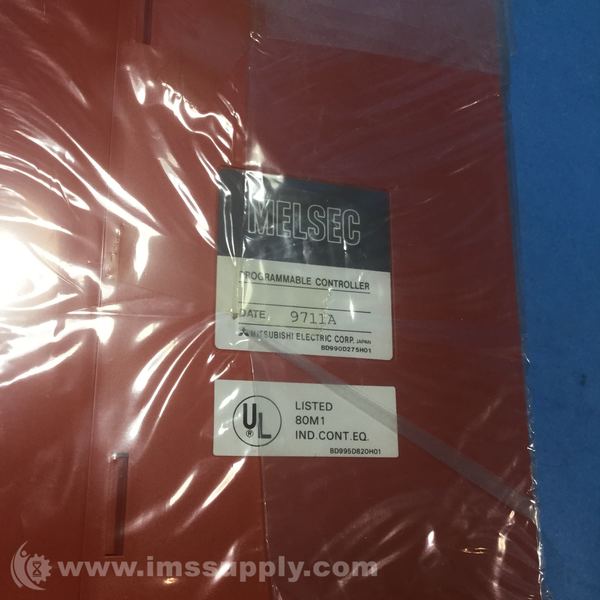 MELSEC
PROGRAMMABLE CONTROLLER
DATE 9711A
MITSUBISHI ELECTRIC CORP. JAPAN
BD990D275H01
UL
®
LISTED
80M1
IND.CONT.EQ.
BD995D820H01
www.imssupply.com